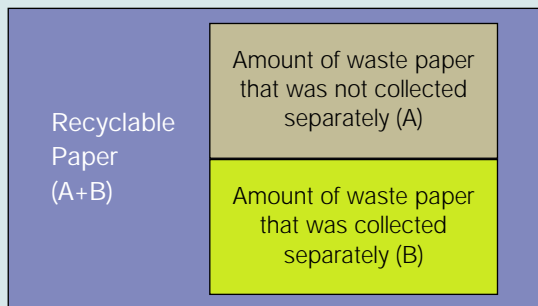 Recyclable
Paper
(A+B)
Amount of waste paper
that was not collected
separately (A)
Amount of waste paper
that was collected
separately (B)